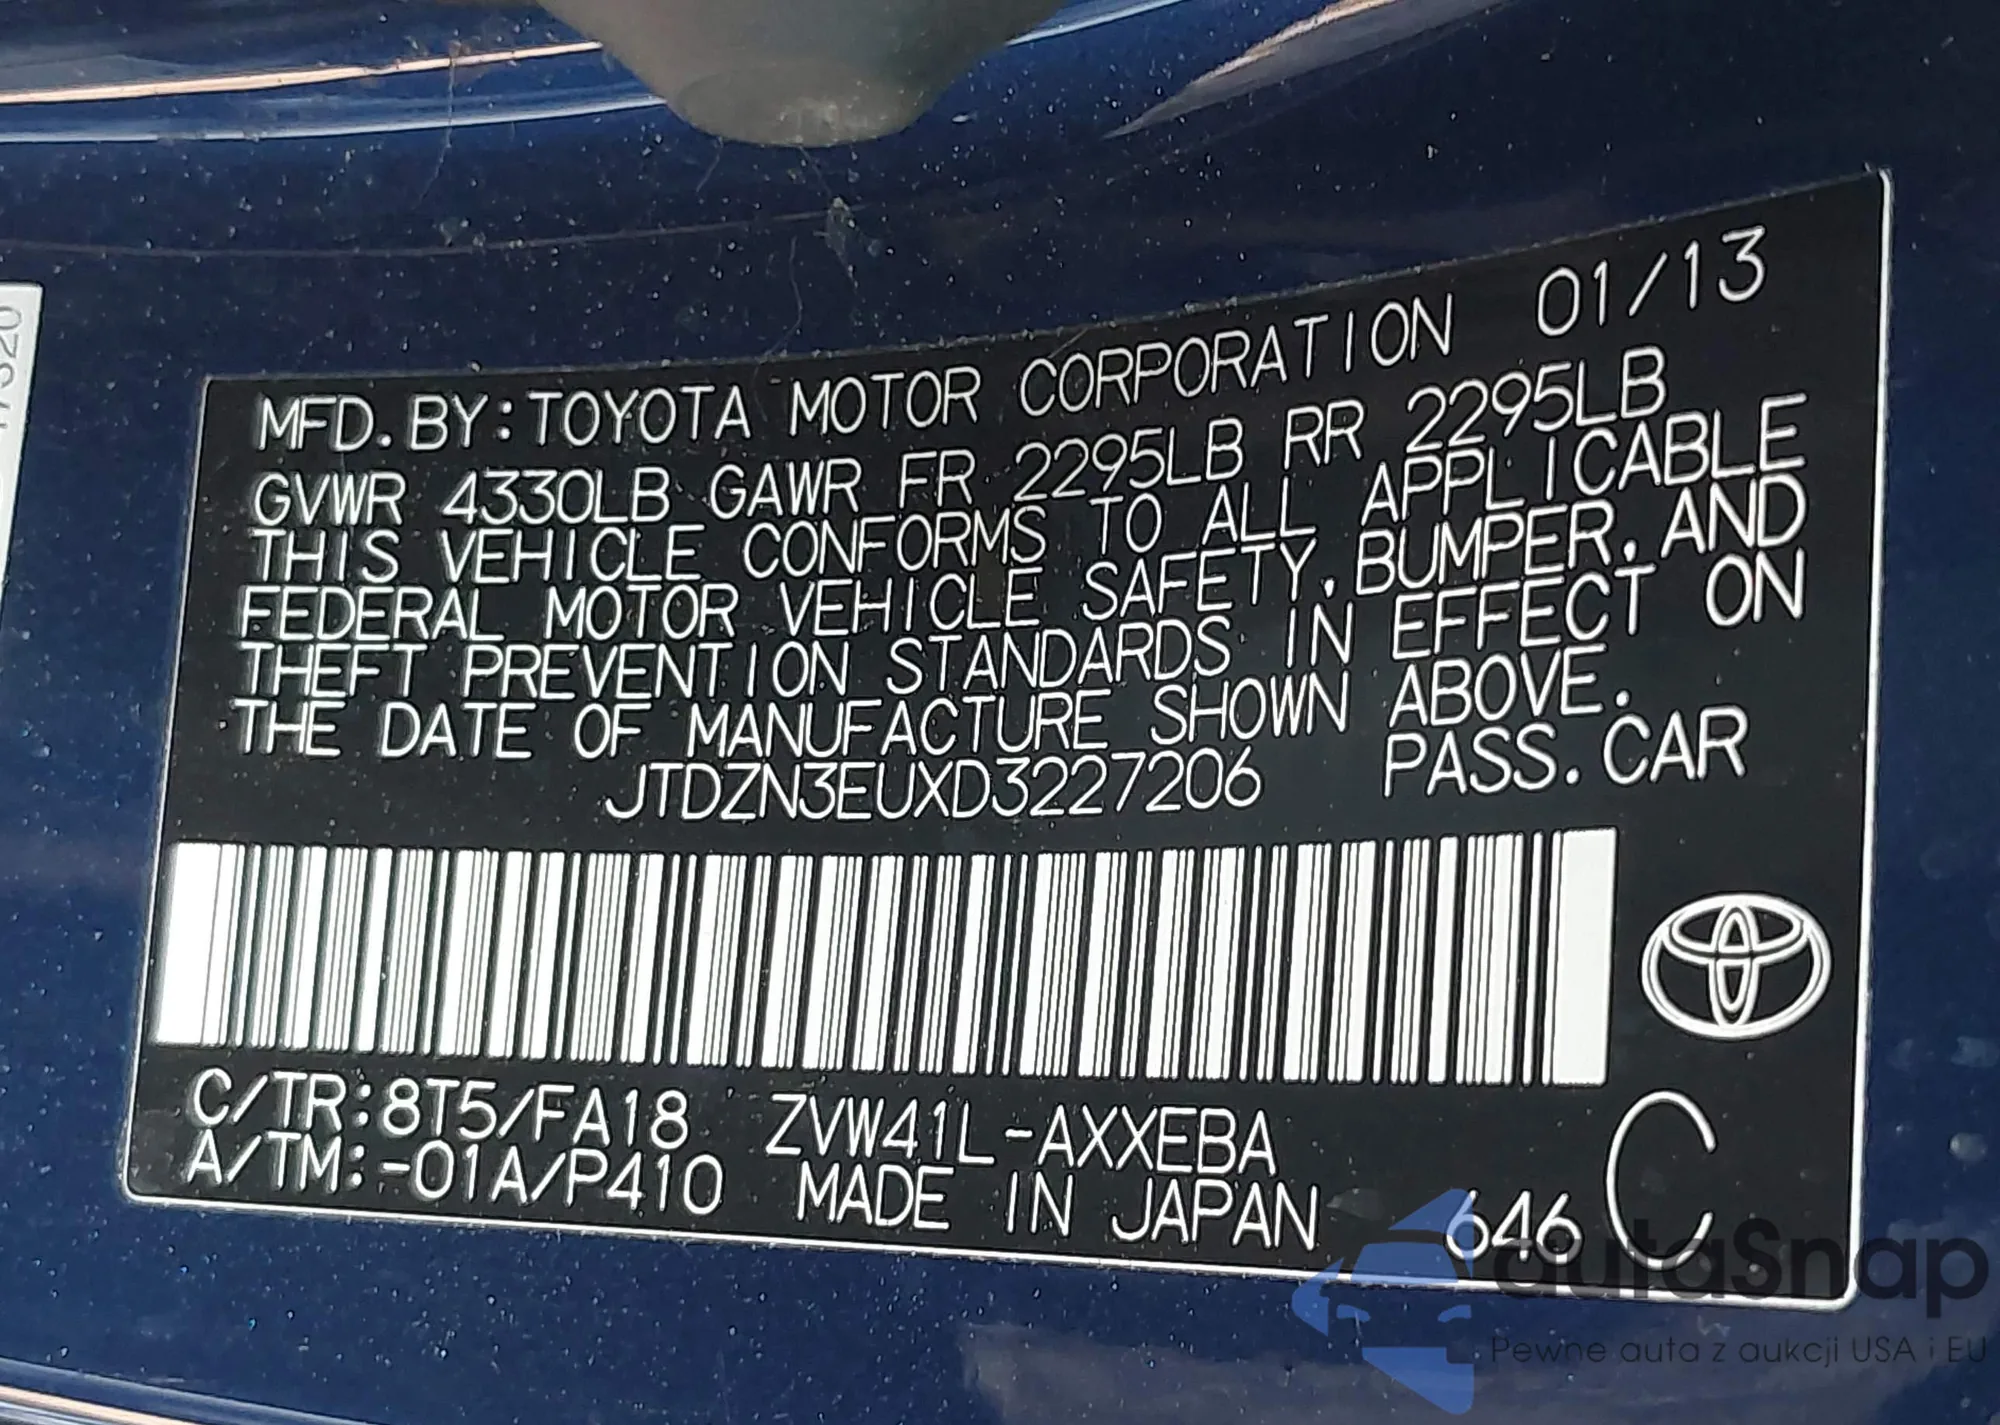 MFD.BY:TOYOTA MOTOR CORPORATION 01/13
GVWR 4330LB GAWR FR 2295LB RR 2295LB
THIS VEHICLE CONFORMS TO ALL APPLICABLE
FEDERAL MOTOR VEHICLE SAFETY, BUMPER, AND
THEFT PREVENTION STANDARDS IN EFFECT ON
THE DATE OF MANUFACTURE SHOWN ABOVE.
JTDZN3EUXD3227206 PASS.CAR
C/TR:8T5/FA18 ZVW41L-AXXEBA C
A/TM:-01A/P410 MADE IN JAPAN 646
autaSnap
Pewne auta z aukcji USA i EU